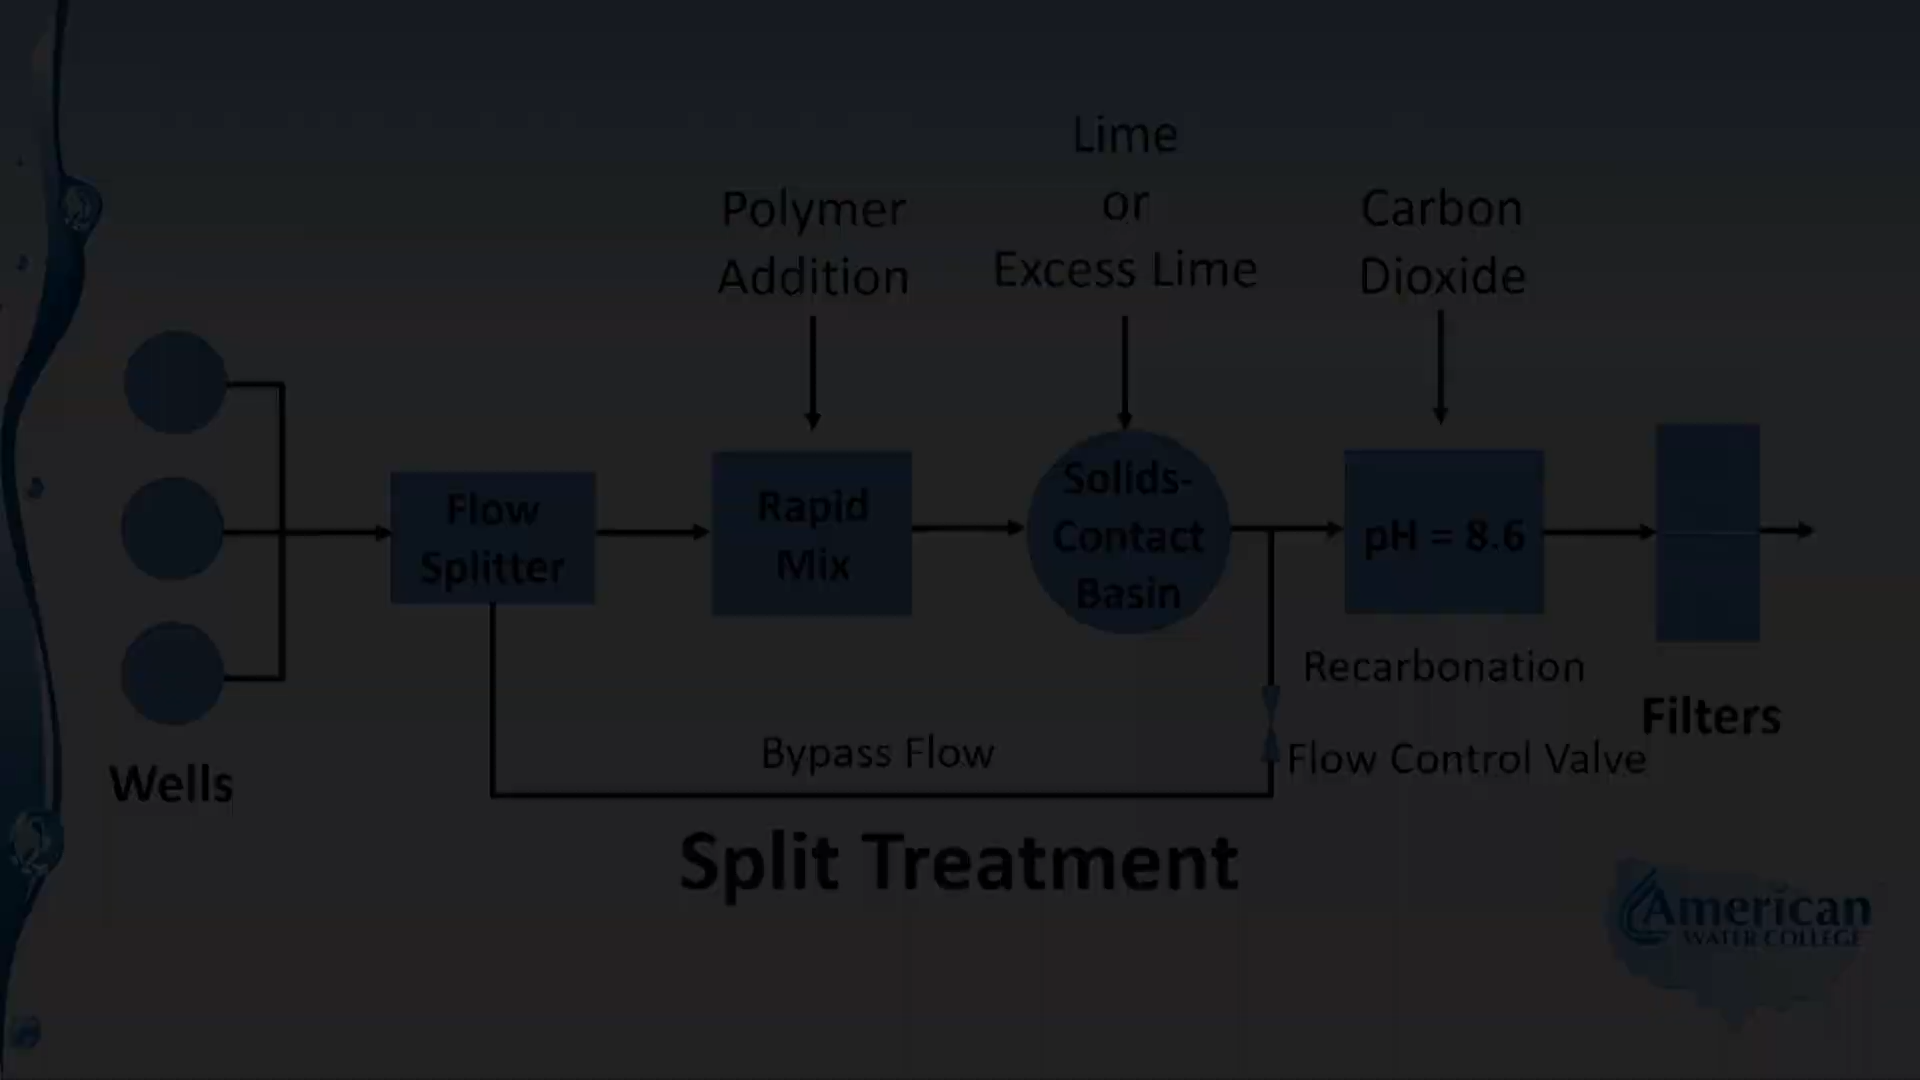 Lime
or
Excess Lime
Polymer
Addition
Carbon
Dioxide
Flow
Splitter
Rapid
Mix
Solids-
Contact
Basin
pH = 8.6
Recarbonation
Filters
Bypass Flow
Flow Control Valve
Wells
Split Treatment
American
WATER COLLEGE